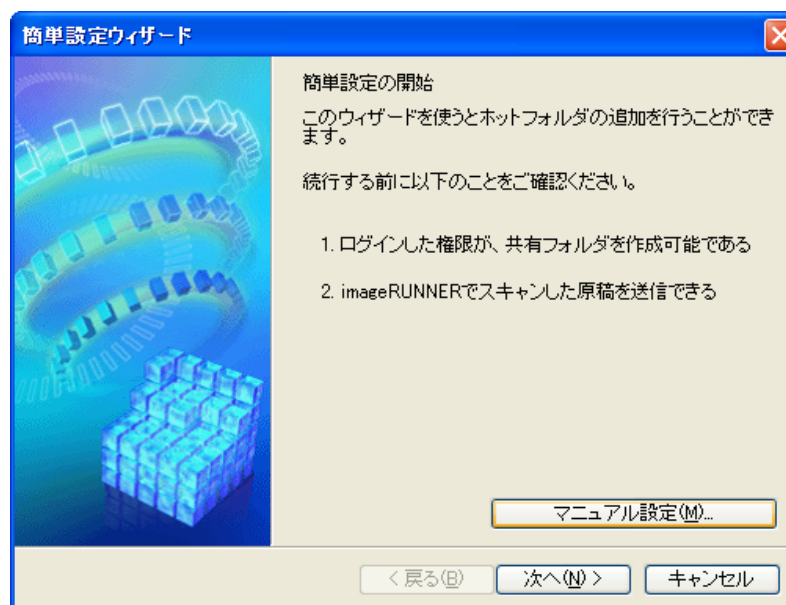 簡単設定ウィザード
簡単設定の開始
このウィザードを使うとホットフォルダの追加を行うことができ
ます。
続行する前に以下のことをご確認ください。
1. ログインした権限が、共有フォルダを作成可能である
2. imageRUNNERでスキャンした原稿を送信できる
マニュアル設定(M)...
< 戻る(B)
次へ(N) >
キャンセル